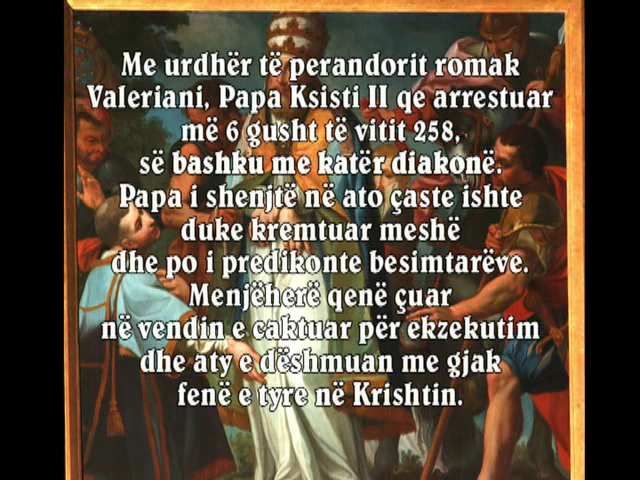 Me urdhër të perandorit romak
Valeriani, Papa Ksisti II qe arrestuar
më 6 gusht të vitit 258,
së bashku me katër diakonë.
Papa i shenjtë në ato çaste ishte
duke kremtuar meshë
dhe po i predikonte besimtarëve.
Menjëherë qenë çuar
në vendin e caktuar për ekzekutim
dhe aty e dëshmuan me gjak
fenë e tyre në Krishtin.